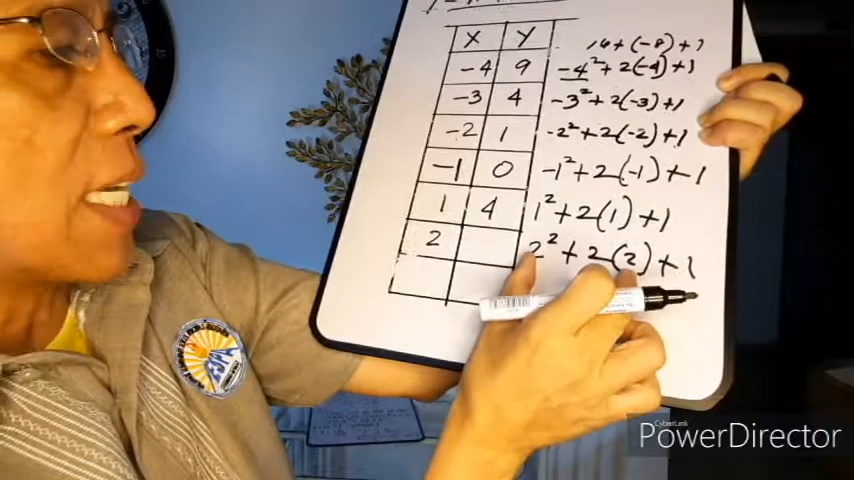 16+(-8)+1
X Y
-4 9 -4²+2(-4)+1
-3 4 -3²+2(-3)+1
-2 1 -2²+2(-2)+1
-1 0 -1²+2(-1)+1
1 4 1²+2(1)+1
2 2²+2(2)+1
PowerDirector